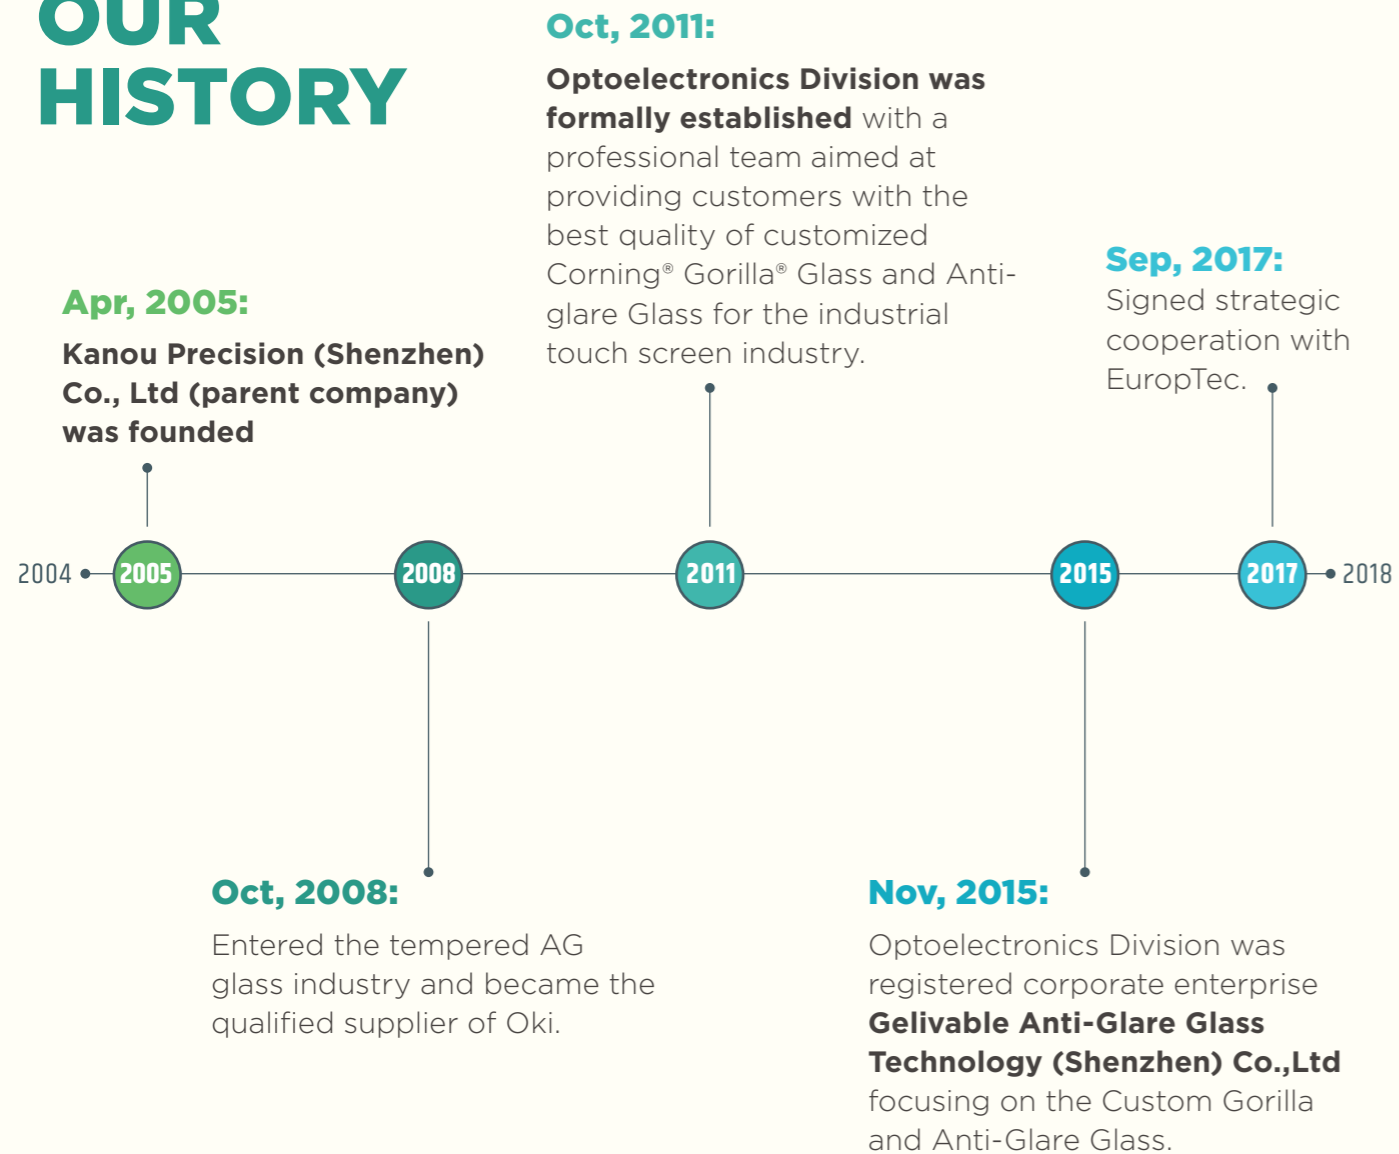 OUR
HISTORY
Oct, 2011:
Optoelectronics Division was
formally established with a
professional team aimed at
providing customers with the
best quality of customized
Corning® Gorilla® Glass and Anti-
glare Glass for the industrial
touch screen industry.
Sep, 2017:
Signed strategic
cooperation with
EuropTec.
Apr, 2005:
Kanou Precision (Shenzhen)
Co., Ltd (parent company)
was founded
2004 2005 2008 2011 2015 2017 2018
Oct, 2008:
Entered the tempered AG
glass industry and became the
qualified supplier of Oki.
Nov, 2015:
Optoelectronics Division was
registered corporate enterprise
Gelivable Anti-Glare Glass
Technology (Shenzhen) Co.,Ltd
focusing on the Custom Gorilla
and Anti-Glare Glass.